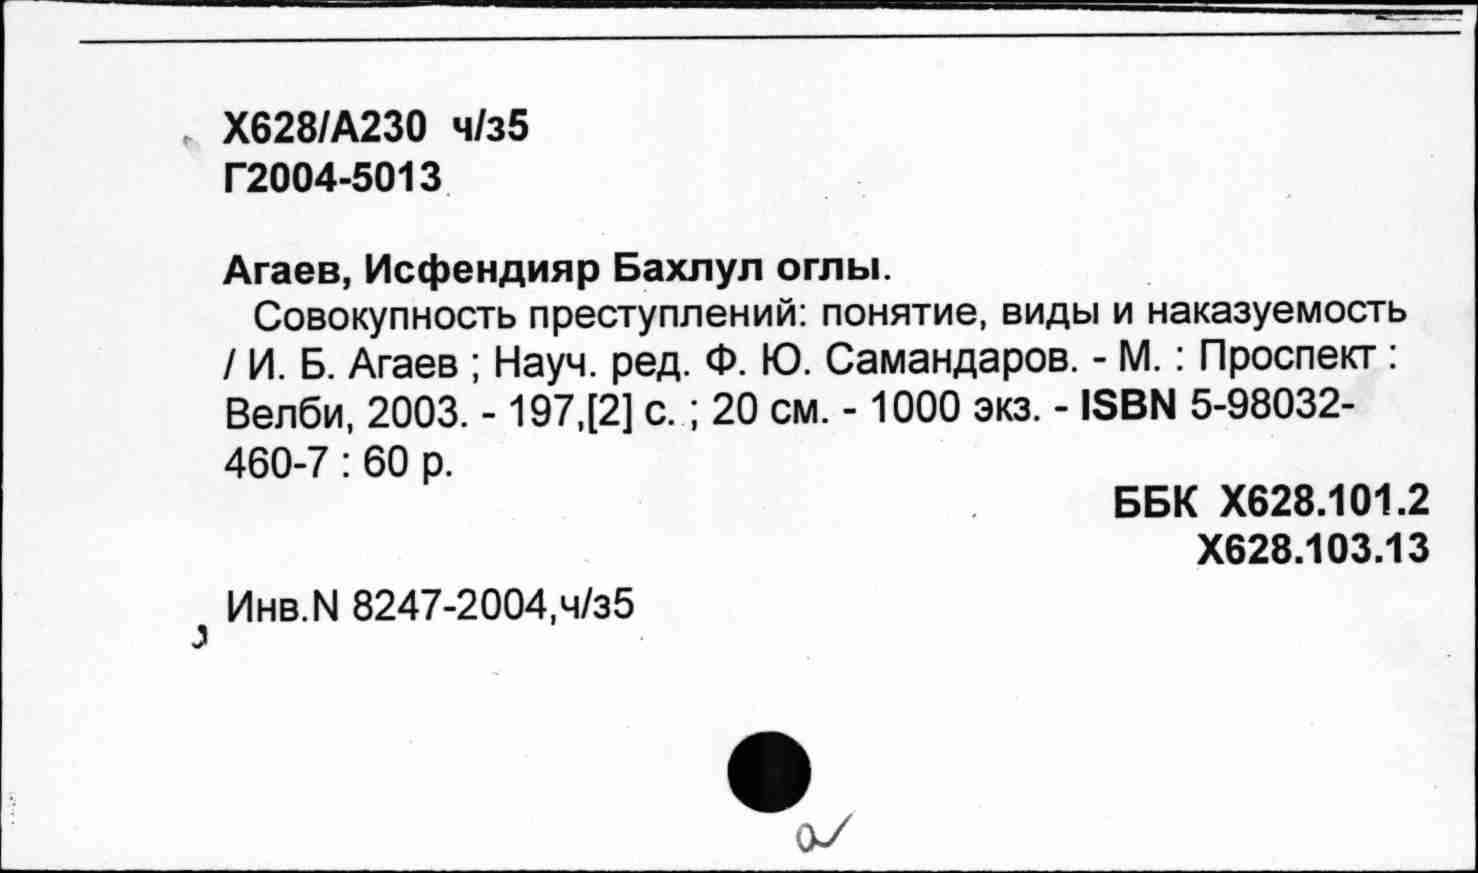 Х628/А230 ч/з5
Г2004-5013
Агаев, Исфендияр Бахлул оглы.
Совокупность преступлений: понятие, виды и наказуемость
/ И. Б. Агаев ; Науч. ред. Ф. Ю. Самандаров. - М. : Проспект :
Велби, 2003. - 197,[2] с. ; 20 см. - 1000 экз. - ISBN 5-98032-
460-7 : 60 р.
ББК Х628.101.2
Х628.103.13
Инв.N 8247-2004,ч/з5